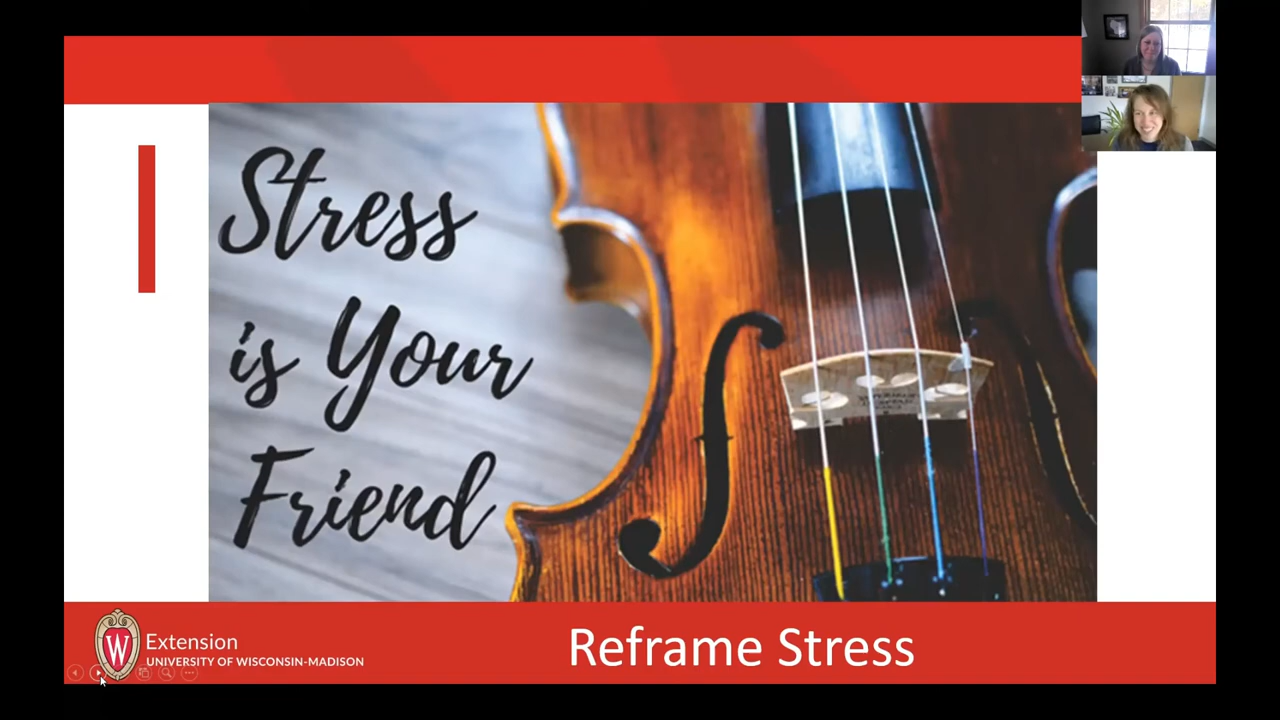 Stress
is Your
Friend
W
Extension
UNIVERSITY OF WISCONSIN-MADISON
Reframe Stress